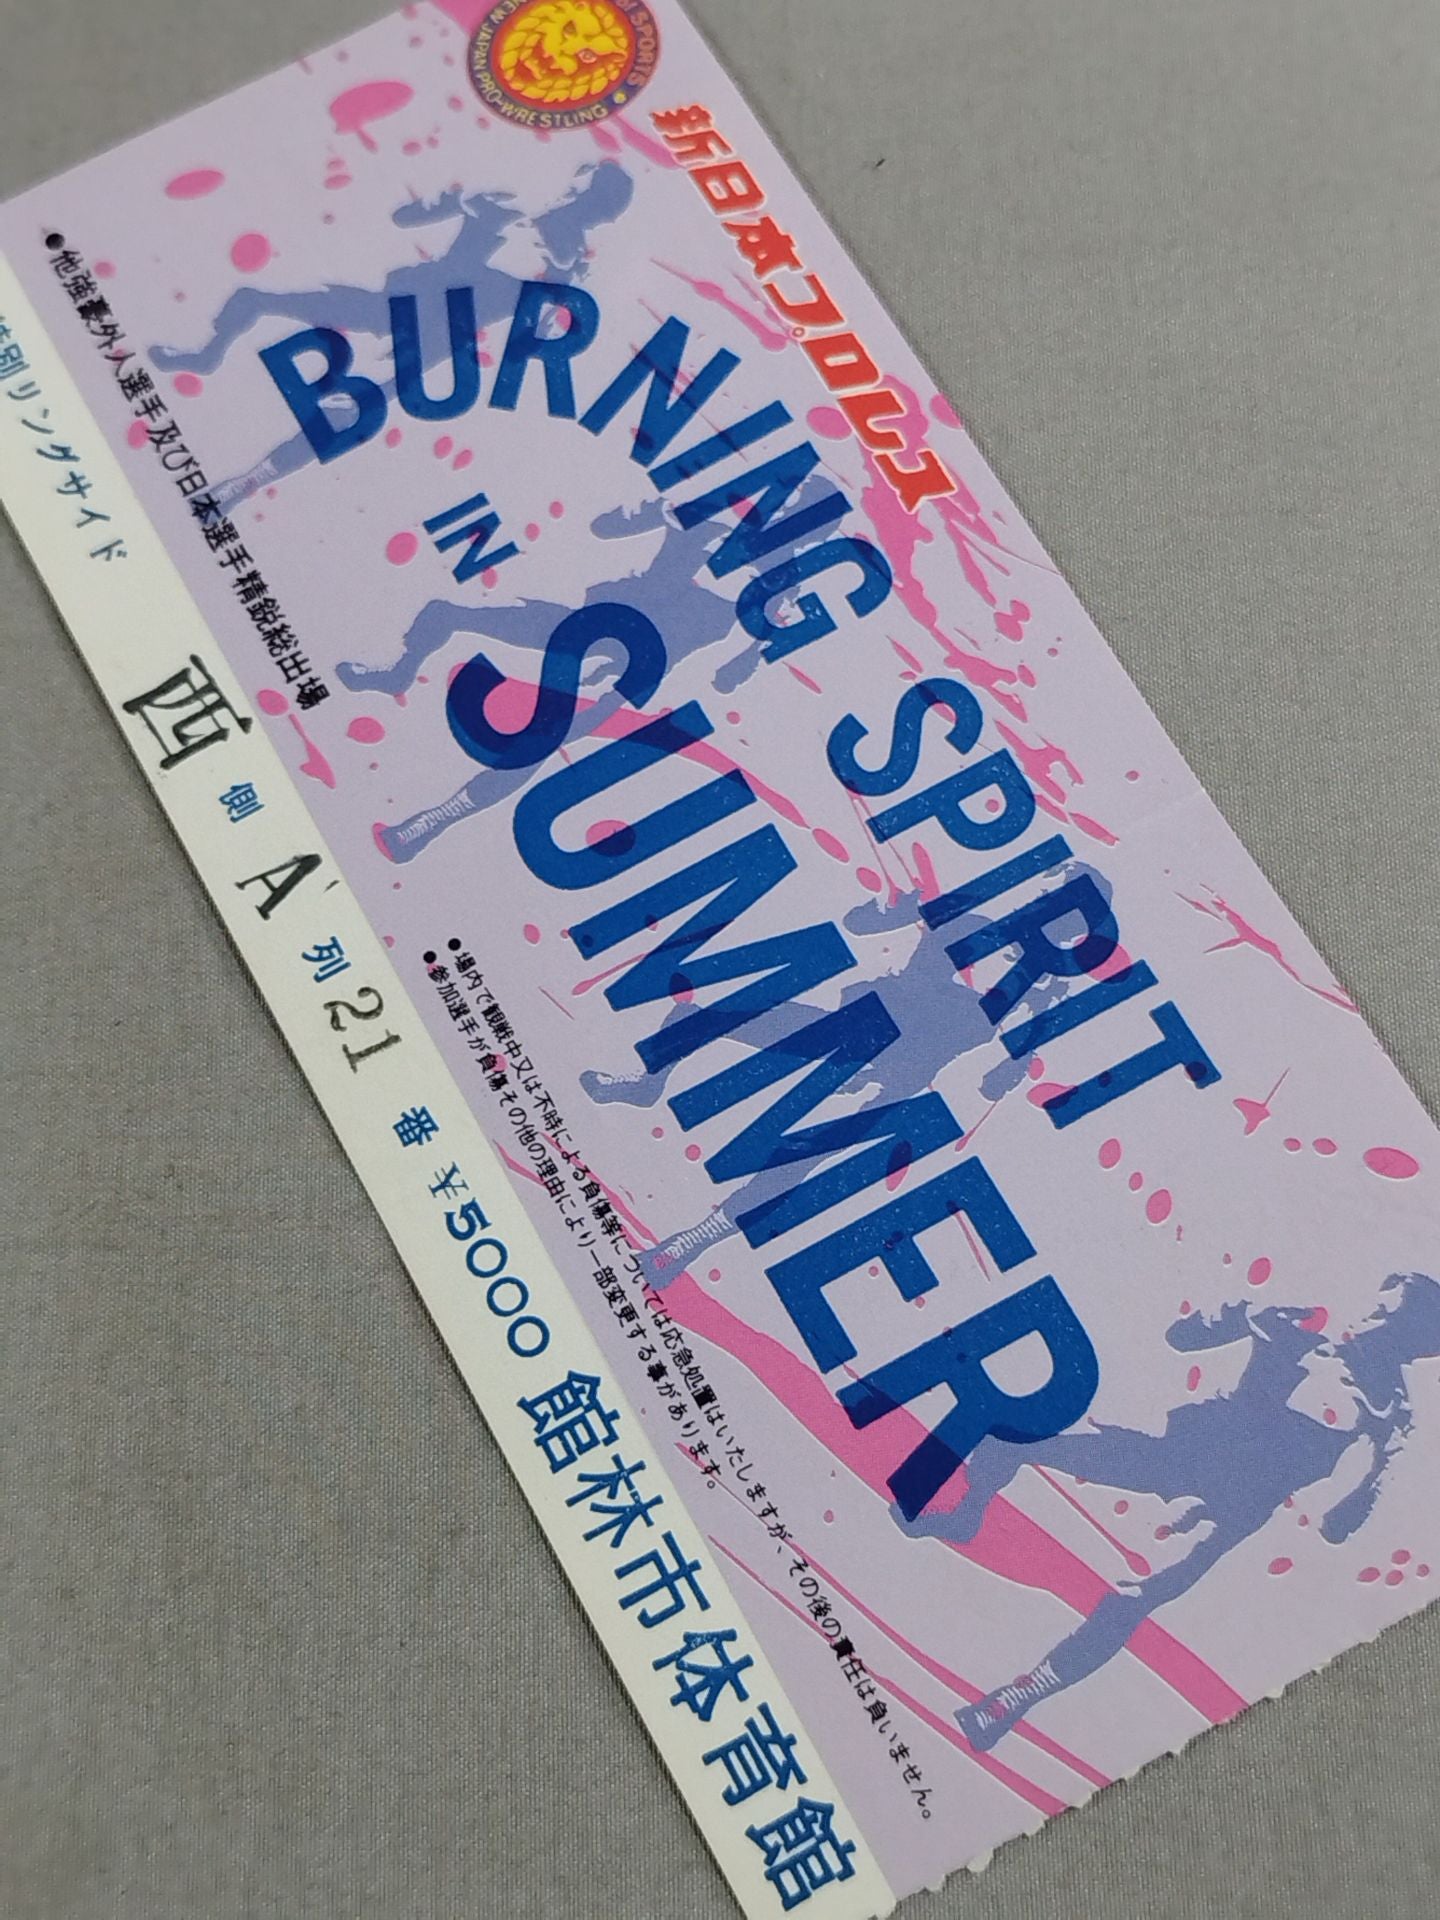 OF SPORTS
NEW JAPAN PRO-WRESTLING
新日本プロレス
BURNING SPIRIT
IN
SUMMER
●他強豪外人選手及び日本選手精鋭総出場
●場内で観戦中又は不時による負傷等については応急処置はいたしますが、その後の責任は負いません。
●参加選手が負傷その他の理由により一部変更する事があります。
特別リングサイド 西側 A'列 21番 ¥5000 館林市体育館